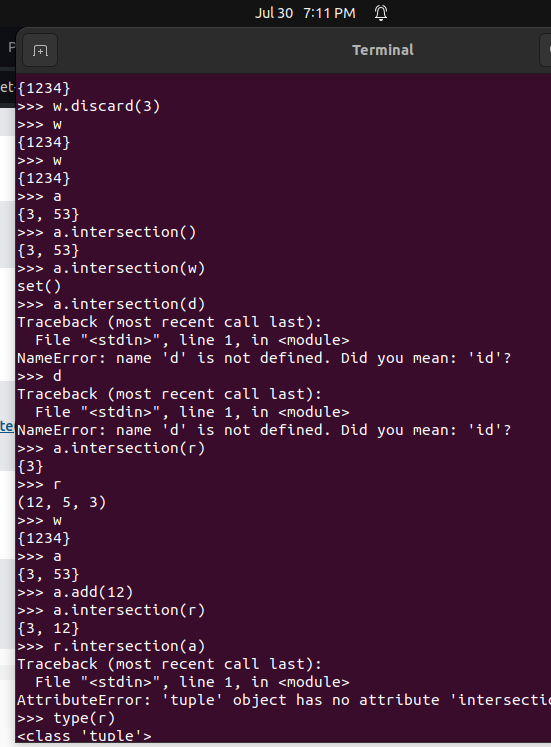 Jul 30 7:11 PM
Terminal
{1234}
>>> w.discard(3)
>>> w
{1234}
>>> w
{1234}
>>> a
{3, 53}
>>> a.intersection()
{3, 53}
>>> a.intersection(w)
set()
>>> a.intersection(d)
Traceback (most recent call last):
  File "<stdin>", line 1, in <module>
NameError: name 'd' is not defined. Did you mean: 'id'?
>>> d
Traceback (most recent call last):
  File "<stdin>", line 1, in <module>
NameError: name 'd' is not defined. Did you mean: 'id'?
>>> a.intersection(r)
{3}
>>> r
(12, 5, 3)
>>> w
{1234}
>>> a
{3, 53}
>>> a.add(12)
>>> a.intersection(r)
{3, 12}
>>> r.intersection(a)
Traceback (most recent call last):
  File "<stdin>", line 1, in <module>
AttributeError: 'tuple' object has no attribute 'intersectio
>>> type(r)
<class 'tuple'>